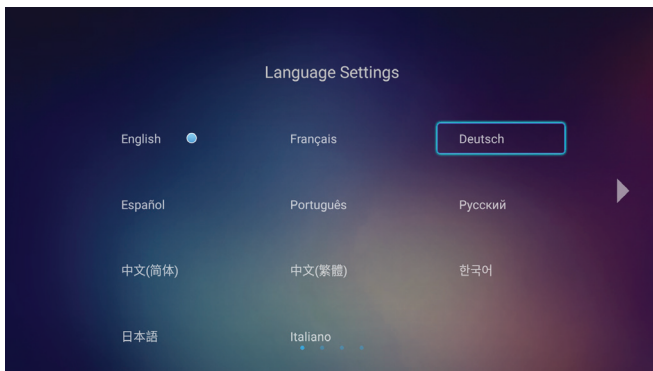 Language Settings
English Français Deutsch
Español Português Русский
中文(简体) 中文(繁體) 한국어
日本語 Italiano